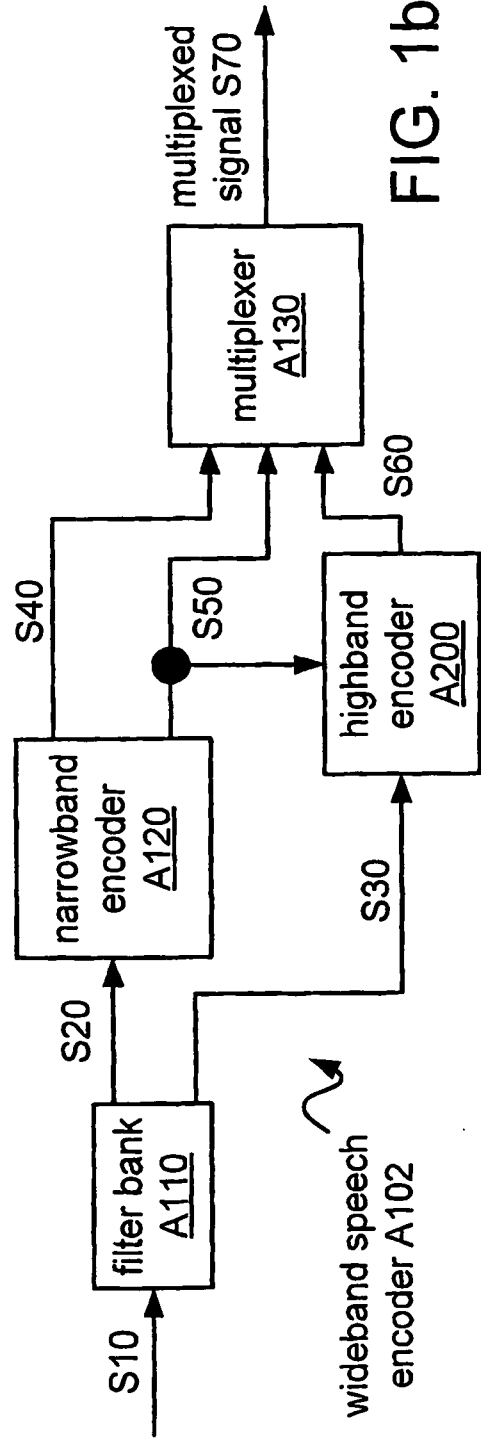 S10
filter bank
A110
S20
S30
narrowband
encoder
A120
S40
S50
highband
encoder
A200
S60
multiplexer
A130
multiplexed
signal S70
wideband speech
encoder A102
FIG. 1b